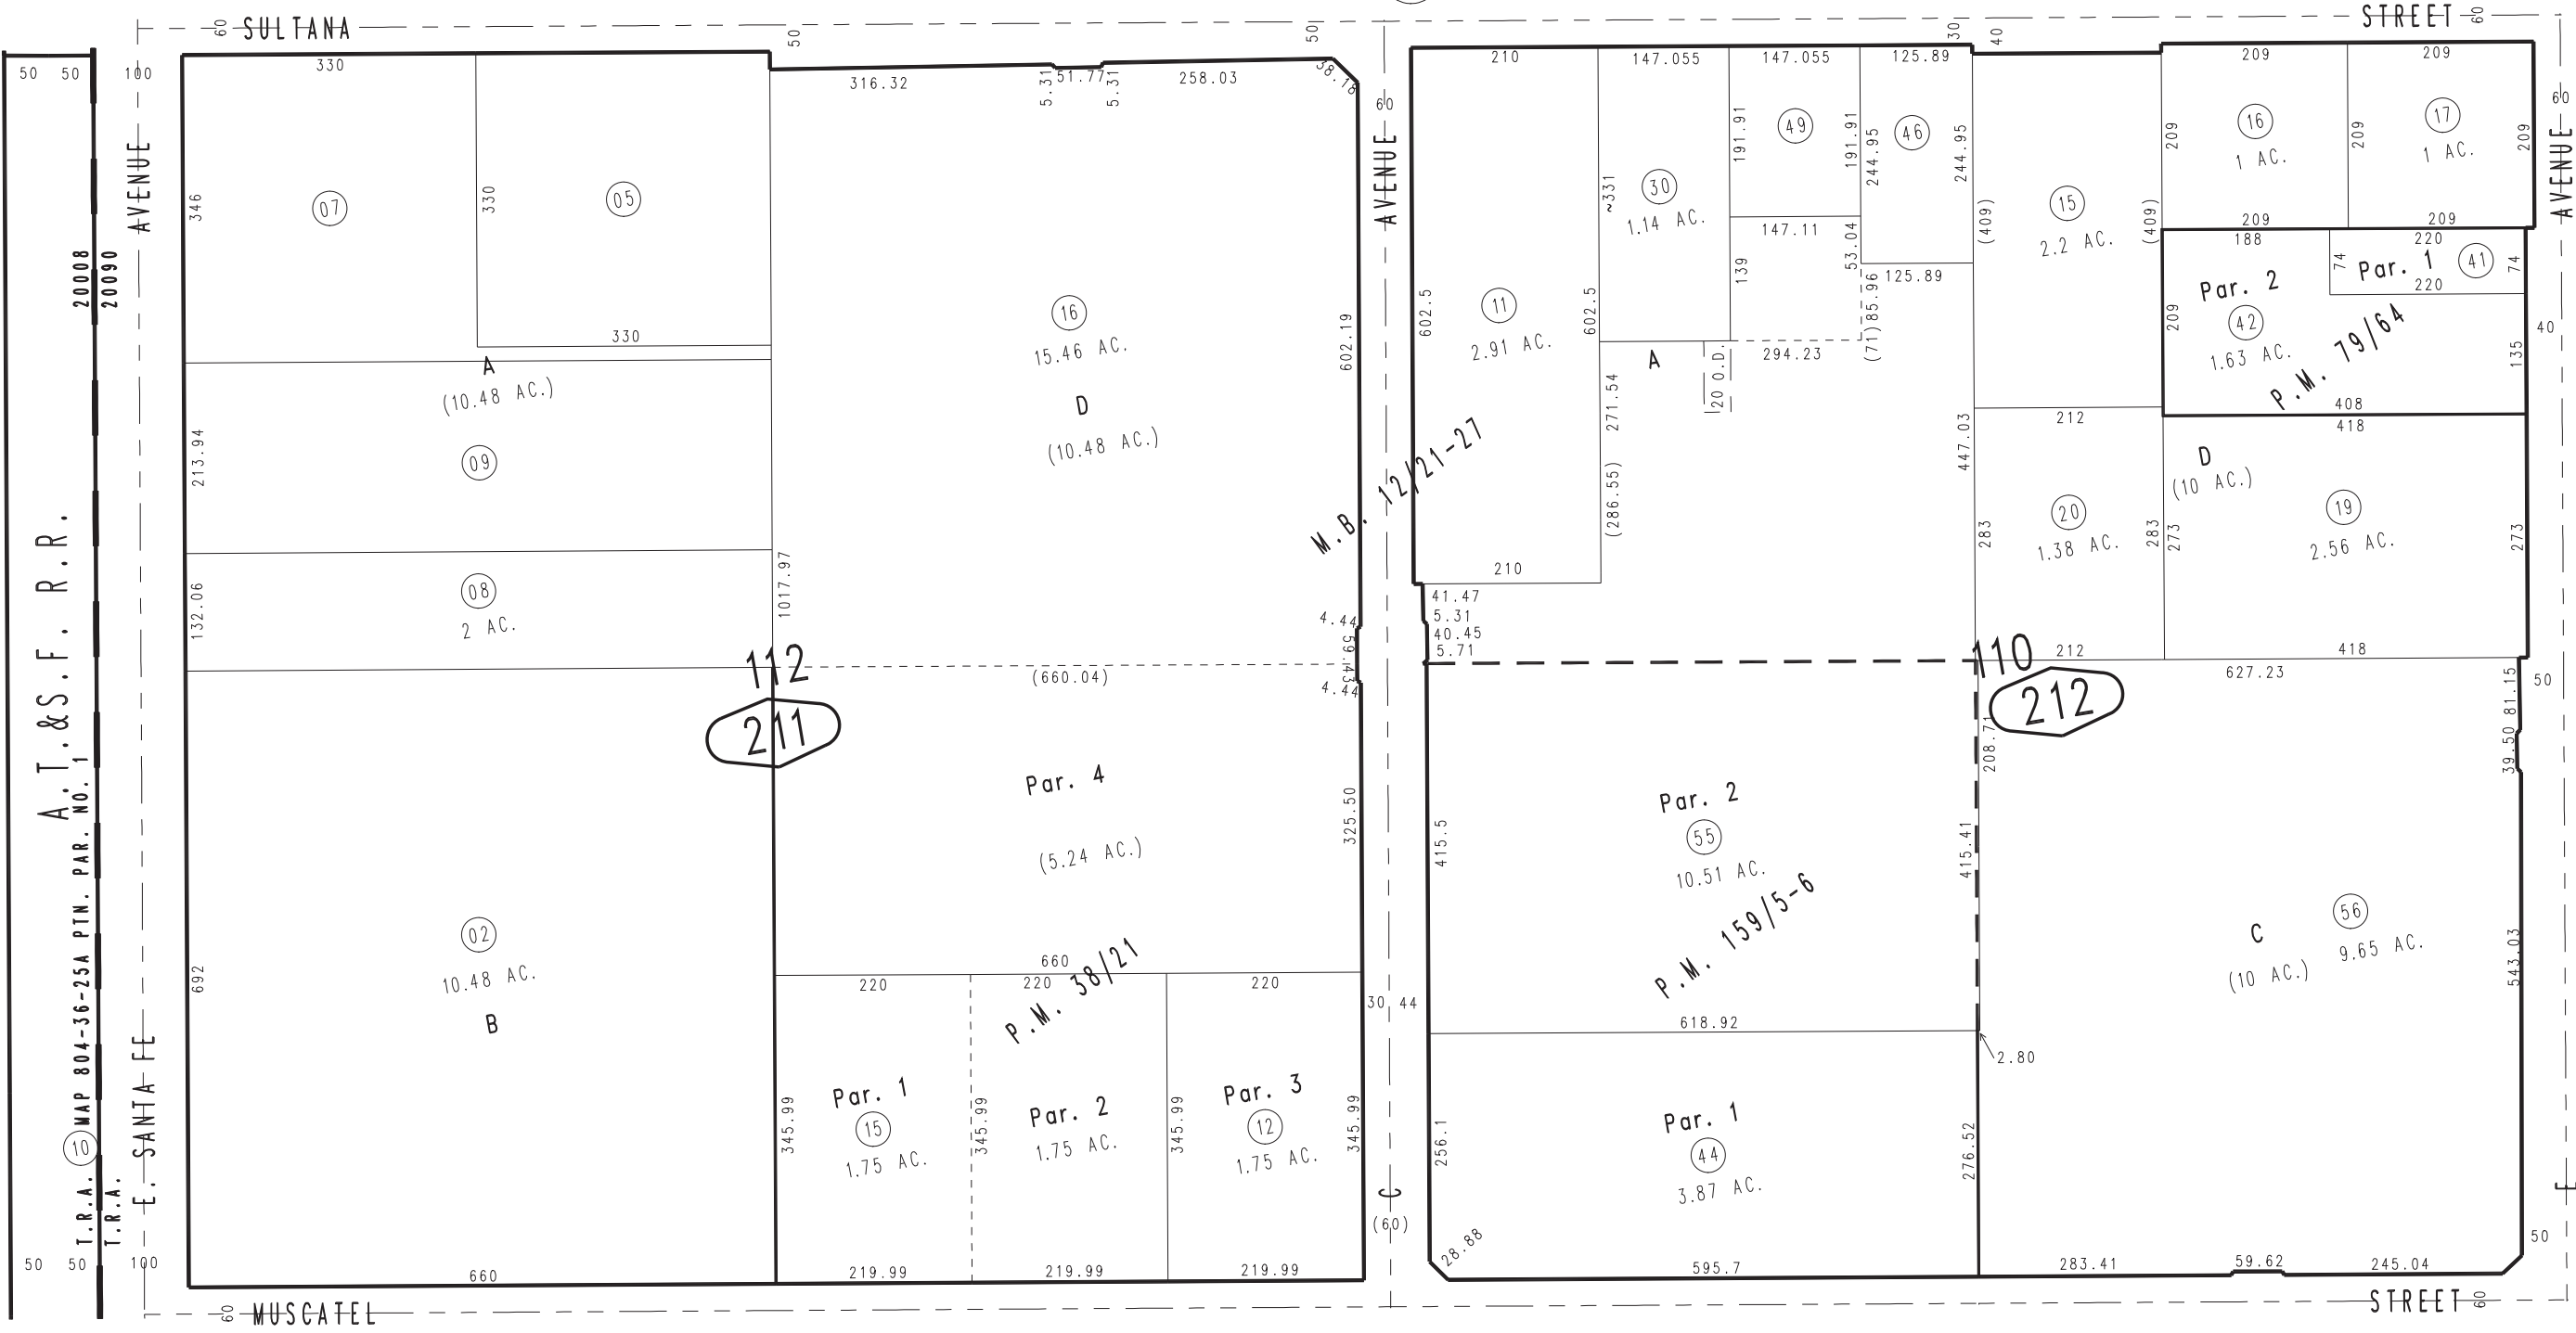 60 SULTANA
50
50
30
40
STREET 60
50 50 100
330
316.32
5.31
51.77
5.31
258.03
38.18
60
210
147.055
147.055
125.89
209
209
60
AVENUE
346
07
330
05
330
20008
20090
A
(10.48 AC.)
213.94
09
132.06
08
2 AC.
1017.97
16
15.46 AC.
D
(10.48 AC.)
602.19
4.44
59.43
4.44
(660.04)
112
211
A.T.&S.F. R.R.
AVENUE
M.B. 12/21-27
602.5
11
2.91 AC.
602.5
210
~331
30
1.14 AC.
191.91
49
191.91
147.11
139
53.04
244.95
46
244.95
125.89
(71) 85.96
294.23
A
20 O.D.
271.54
(286.55)
41.47
5.31
40.45
5.71
447.03
(409)
15
2.2 AC.
(409)
212
283
20
1.38 AC.
283
212
209
16
1 AC.
209
17
1 AC.
209
AVENUE
209
209
188
220
74
Par. 1
41
74
220
Par. 2
42
1.63 AC.
209
P.M. 79/64
135
40
408
418
D
(10 AC.)
273
19
2.56 AC.
273
418
110
212
627.23
50
81.15
39.50
208.71
Par. 4
(5.24 AC.)
325.50
660
220
220
220
P.M. 38/21
692
02
10.48 AC.
B
T.R.A. 10 MAP 804-36-25A PTN. PAR. NO. 1
T.R.A.
E. SANTA FE
345.99
Par. 1
15
1.75 AC.
345.99
Par. 2
1.75 AC.
345.99
Par. 3
12
1.75 AC.
345.99
30 44
C
(60)
415.5
Par. 2
55
10.51 AC.
P.M. 159/5-6
415.41
618.92
2.80
256.1
Par. 1
44
3.87 AC.
276.52
28.88
C
(10 AC.)
56
9.65 AC.
543.03
E
50
50 50 100
660
219.99
219.99
219.99
595.7
283.41
59.62
245.04
60 MUSCATEL
STREET 60